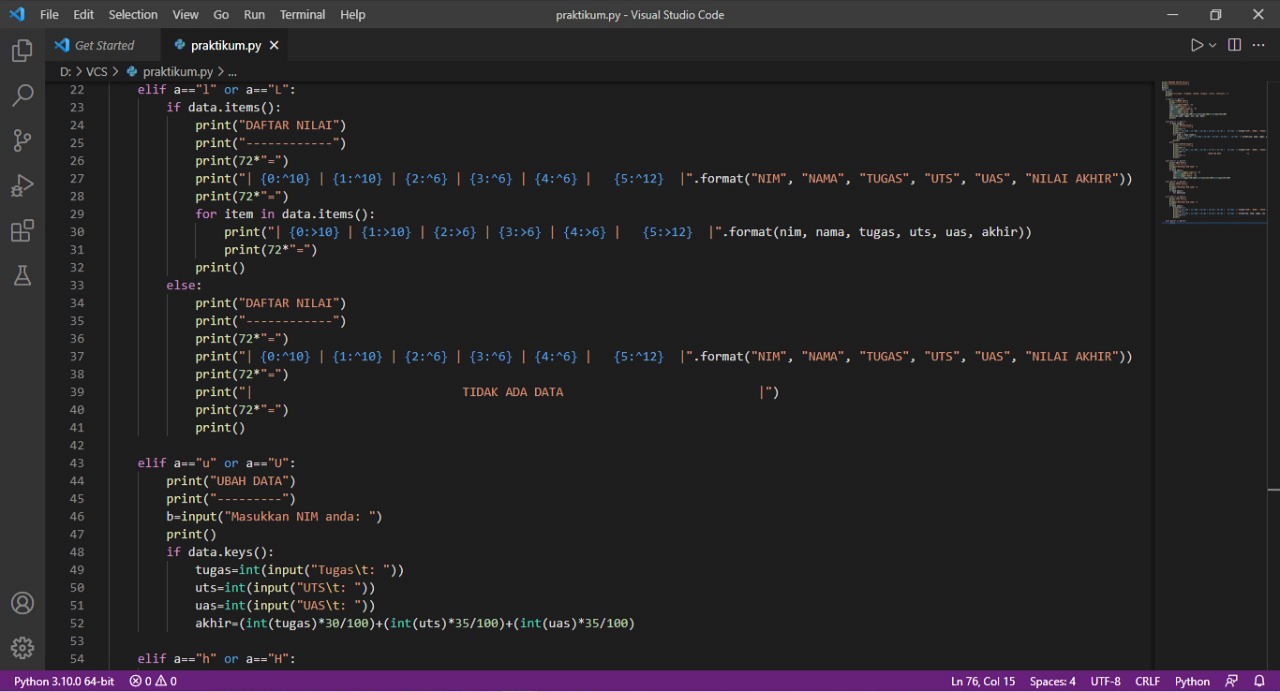 File Edit Selection View Go Run Terminal Help praktikum.py - Visual Studio Code
Get Started praktikum.py
D: > VCS > praktikum.py > ...
22 elif a=="l" or a=="L":
23 if data.items():
24 print("DAFTAR NILAI")
25 print("------------")
26 print(72*"=")
27 print("| {0:^10} | {1:^10} | {2:^6} | {3:^6} | {4:^6} |   {5:^12}  |".format("NIM", "NAMA", "TUGAS", "UTS", "UAS", "NILAI AKHIR"))
28 print(72*"=")
29 for item in data.items():
30 print("| {0:>10} | {1:>10} | {2:>6} | {3:>6} | {4:>6} |   {5:>12}  |".format(nim, nama, tugas, uts, uas, akhir))
31 print(72*"=")
32 print()
33 else:
34 print("DAFTAR NILAI")
35 print("------------")
36 print(72*"=")
37 print("| {0:^10} | {1:^10} | {2:^6} | {3:^6} | {4:^6} |   {5:^12}  |".format("NIM", "NAMA", "TUGAS", "UTS", "UAS", "NILAI AKHIR"))
38 print(72*"=")
39 print("|                             TIDAK ADA DATA                           |")
40 print(72*"=")
41 print()
42
43 elif a=="u" or a=="U":
44 print("UBAH DATA")
45 print("---------")
46 b=input("Masukkan NIM anda: ")
47 print()
48 if data.keys():
49 tugas=int(input("Tugas\t: "))
50 uts=int(input("UTS\t: "))
51 uas=int(input("UAS\t: "))
52 akhir=(int(tugas)*30/100)+(int(uts)*35/100)+(int(uas)*35/100)
53
54 elif a=="h" or a=="H":
Python 3.10.0 64-bit 0 0 Ln 76, Col 15 Spaces: 4 UTF-8 CRLF Python